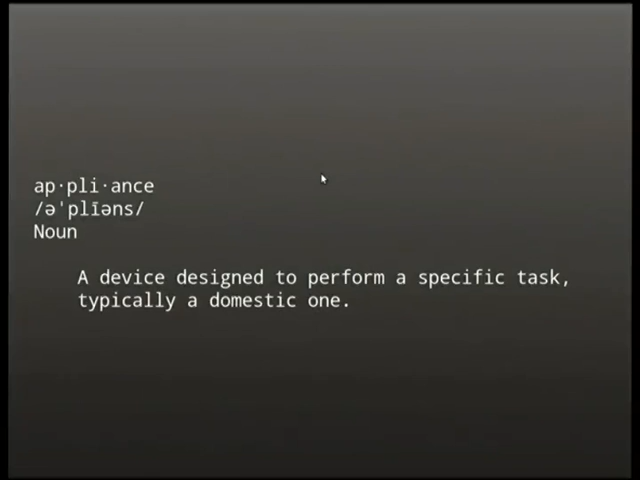 ap·pli·ance
/əˈplīəns/
Noun
A device designed to perform a specific task,
typically a domestic one.